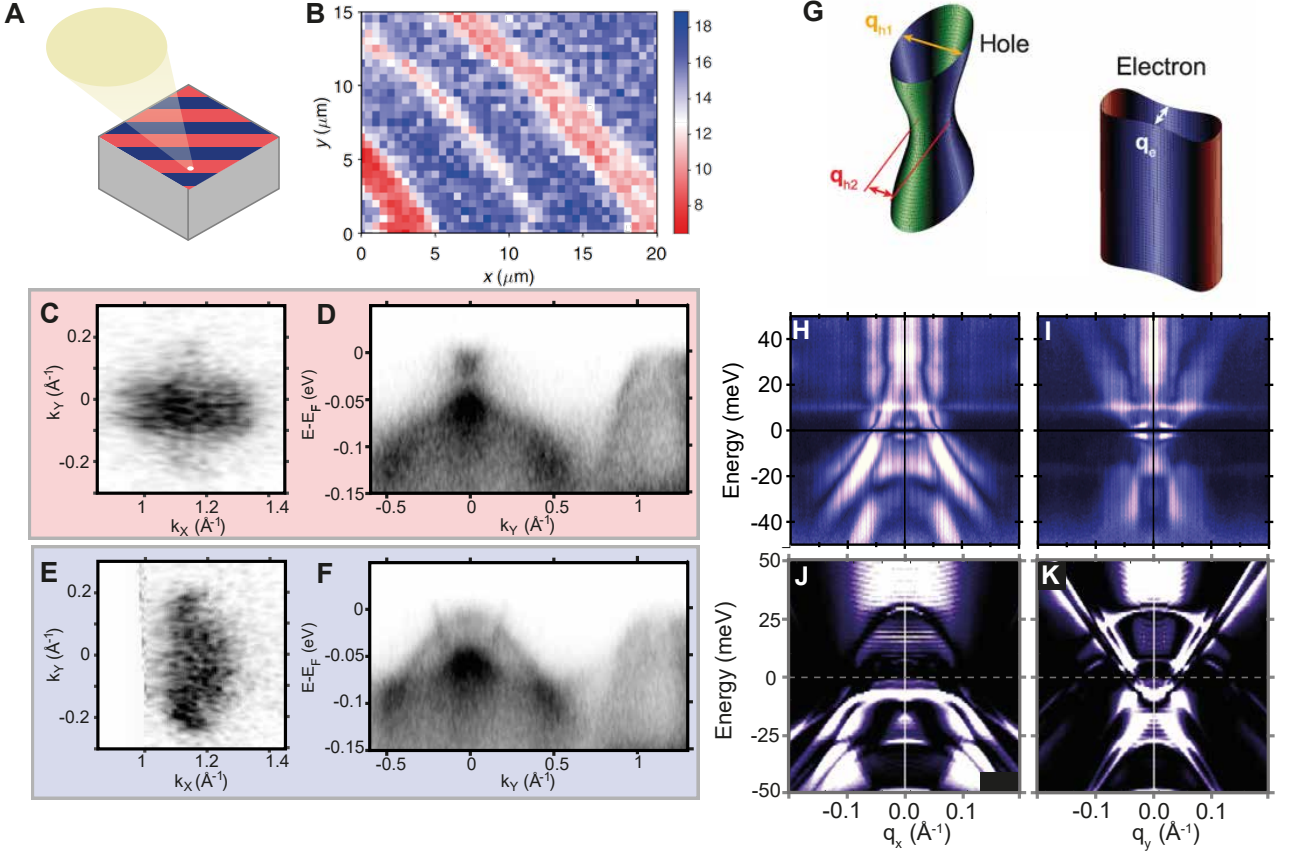 A
B
15
10
5
0
y (μm)
0
5
10
15
20
x (μm)
18
16
14
12
10
8
C
0.2
0
-0.2
k_Y (Å⁻¹)
1
1.2
1.4
k_X (Å⁻¹)
D
0
-0.05
-0.1
-0.15
E-E_F (eV)
-0.5
0
0.5
1
k_Y (Å⁻¹)
E
0.2
0
-0.2
k_Y (Å⁻¹)
1
1.2
1.4
k_X (Å⁻¹)
F
0
-0.05
-0.1
-0.15
E-E_F (eV)
-0.5
0
0.5
1
k_Y (Å⁻¹)
G
q_h1
Hole
q_h2
Electron
q_e
H
I
40
20
0
-20
-40
Energy (meV)
J
K
50
25
0
-25
-50
Energy (meV)
-0.1
0.0
0.1
q_x (Å⁻¹)
-0.1
0.0
0.1
q_y (Å⁻¹)